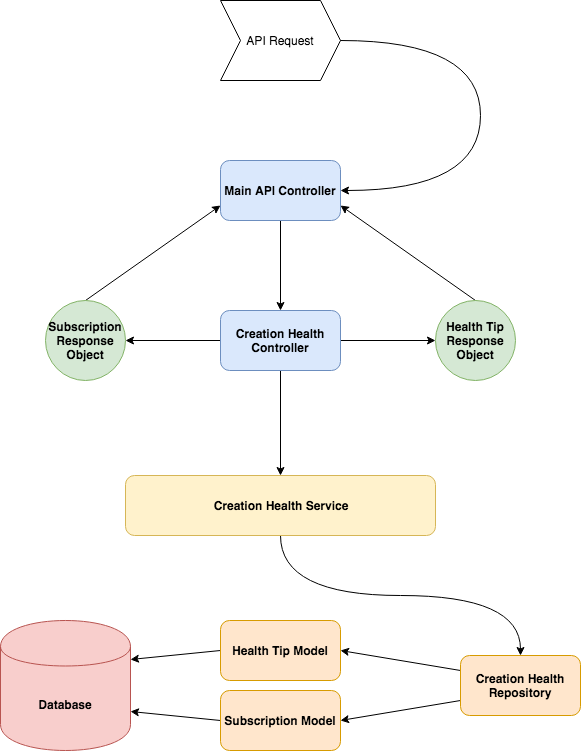 API Request
Main API Controller
Subscription
Response
Object
Creation Health
Controller
Health Tip
Response
Object
Creation Health Service
Health Tip Model
Creation Health
Repository
Database
Subscription Model